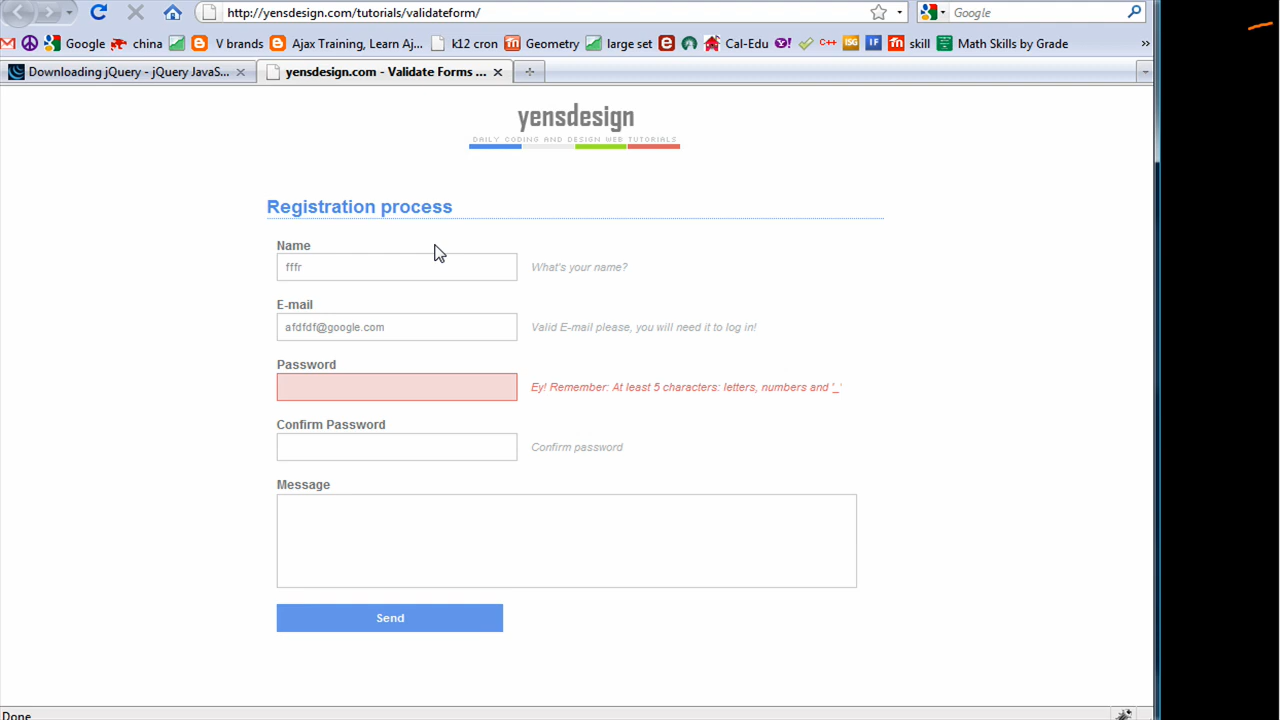 http://yensdesign.com/tutorials/validateform/
Google
Google china V brands Ajax Training, Learn Aj... k12 cron Geometry large set Cal-Edu Y! C++ ISG IF skill Math Skills by Grade »
Downloading jQuery - jQuery JavaS... yensdesign.com - Validate Forms ...
yensdesign
DAILY CODING AND DESIGN WEB TUTORIALS
Registration process
Name
fffr What's your name?
E-mail
afdfdf@google.com Valid E-mail please, you will need it to log in!
Password
Ey! Remember: At least 5 characters: letters, numbers and '_'
Confirm Password
Confirm password
Message
Send
Done